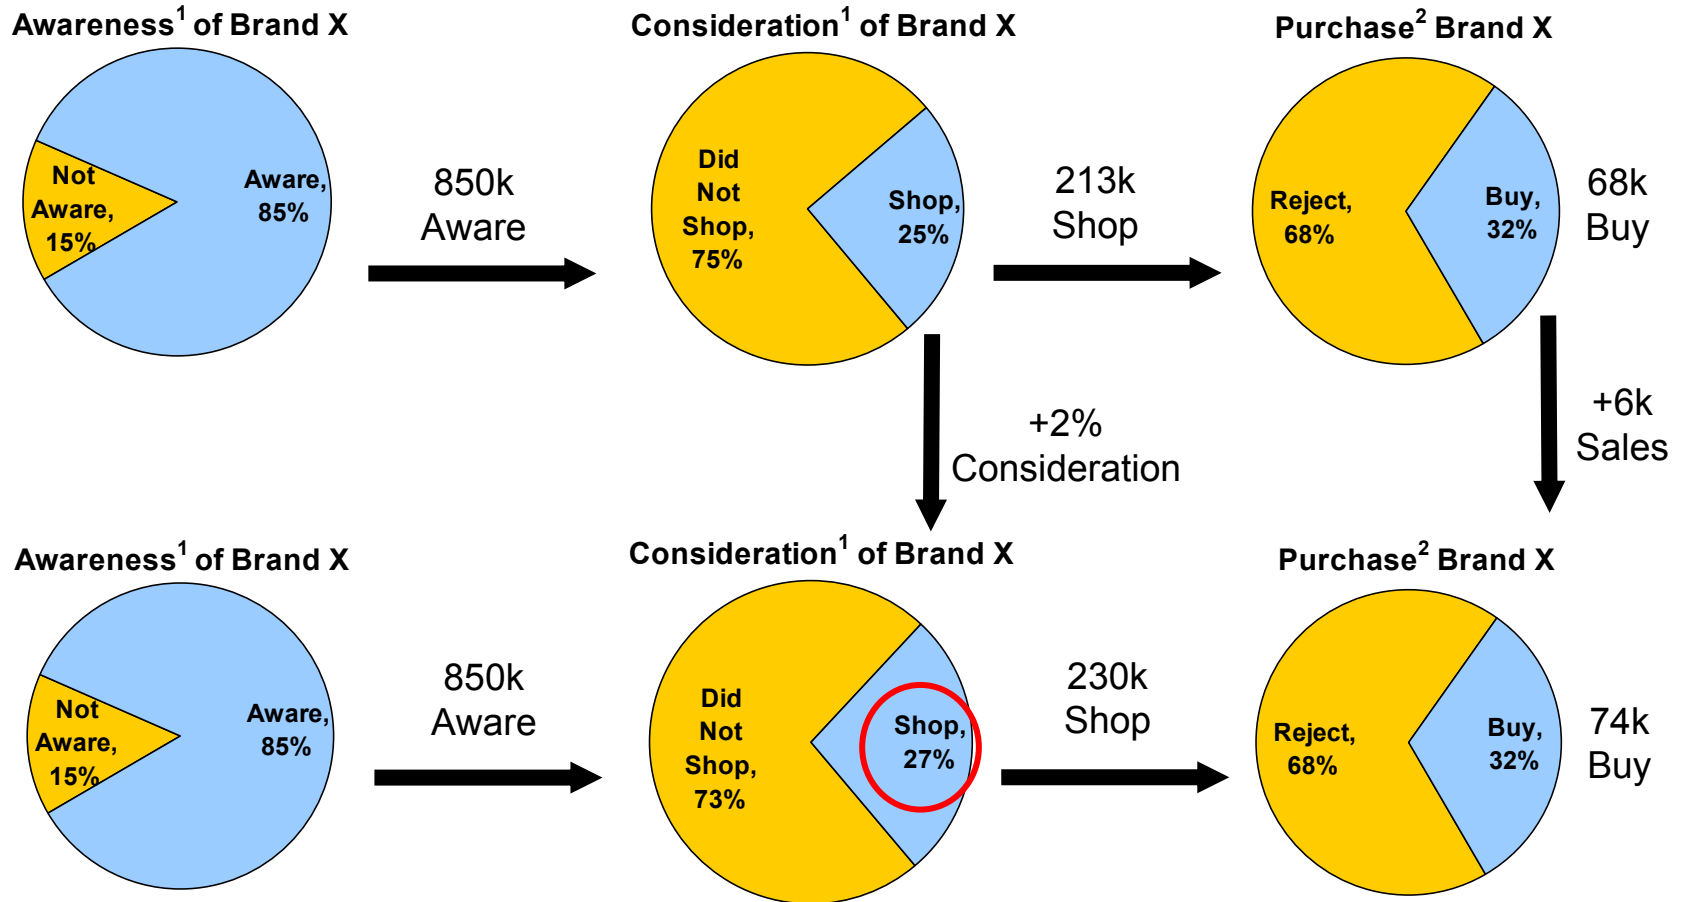 Awareness¹ of Brand X
Not
Aware,
15%
Aware,
85%
850k
Aware
Consideration¹ of Brand X
Did
Not
Shop,
75%
Shop,
25%
213k
Shop
Purchase² Brand X
Reject,
68%
Buy,
32%
68k
Buy
+2%
Consideration
+6k
Sales
Awareness¹ of Brand X
Not
Aware,
15%
Aware,
85%
850k
Aware
Consideration¹ of Brand X
Did
Not
Shop,
73%
Shop,
27%
230k
Shop
Purchase² Brand X
Reject,
68%
Buy,
32%
74k
Buy